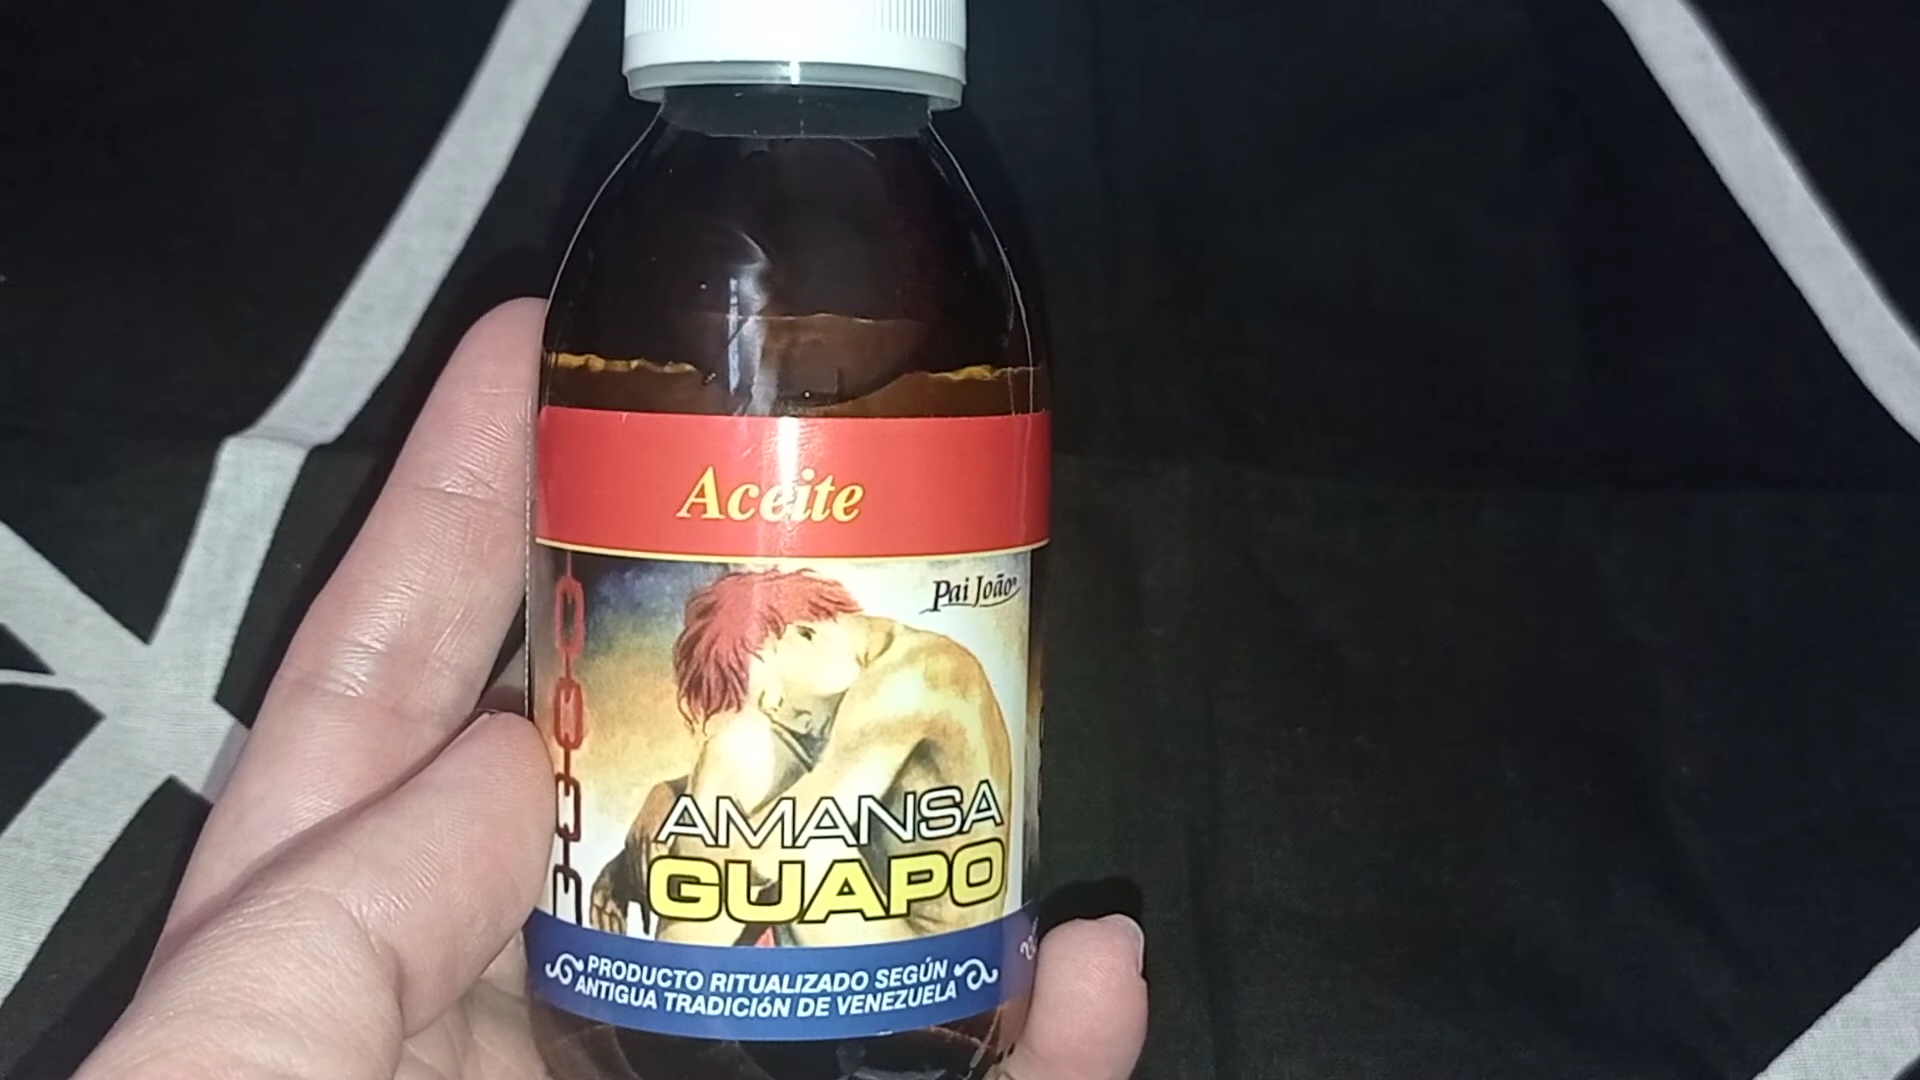 Aceite
Pai João®
AMANSA
GUAPO
PRODUCTO RITUALIZADO SEGÚN
ANTIGUA TRADICIóN DE VENEZUELA